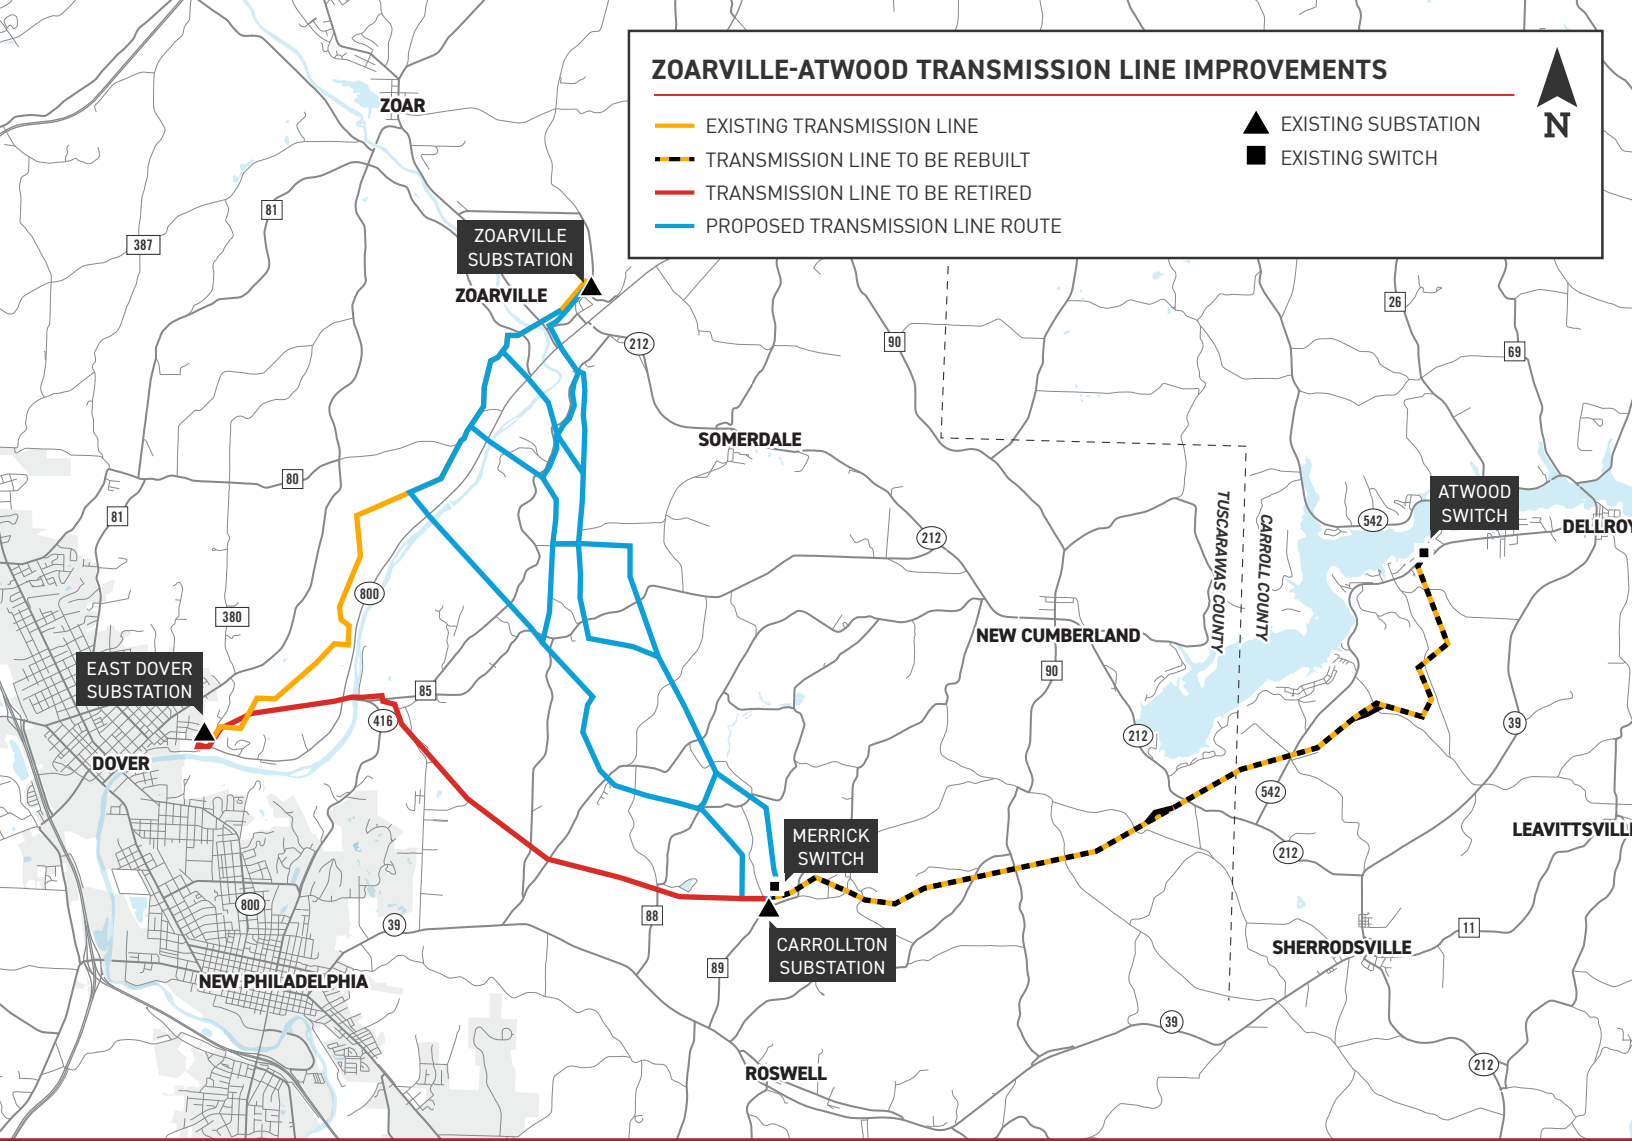 ZOARVILLE-ATWOOD TRANSMISSION LINE IMPROVEMENTS
EXISTING TRANSMISSION LINE
TRANSMISSION LINE TO BE REBUILT
TRANSMISSION LINE TO BE RETIRED
PROPOSED TRANSMISSION LINE ROUTE
EXISTING SUBSTATION
EXISTING SWITCH
N
ZOAR
81
387
ZOARVILLE
SUBSTATION
ZOARVILLE
212
90
26
69
SOMERDALE
80
81
ATWOOD
SWITCH
542
DELLROY
212
TUSCARAWAS COUNTY
CARROLL COUNTY
800
380
NEW CUMBERLAND
90
EAST DOVER
SUBSTATION
85
416
39
212
DOVER
542
LEAVITTSVILL
MERRICK
SWITCH
212
800
88
39
11
CARROLLTON
SUBSTATION
SHERRODSVILLE
89
NEW PHILADELPHIA
39
212
ROSWELL